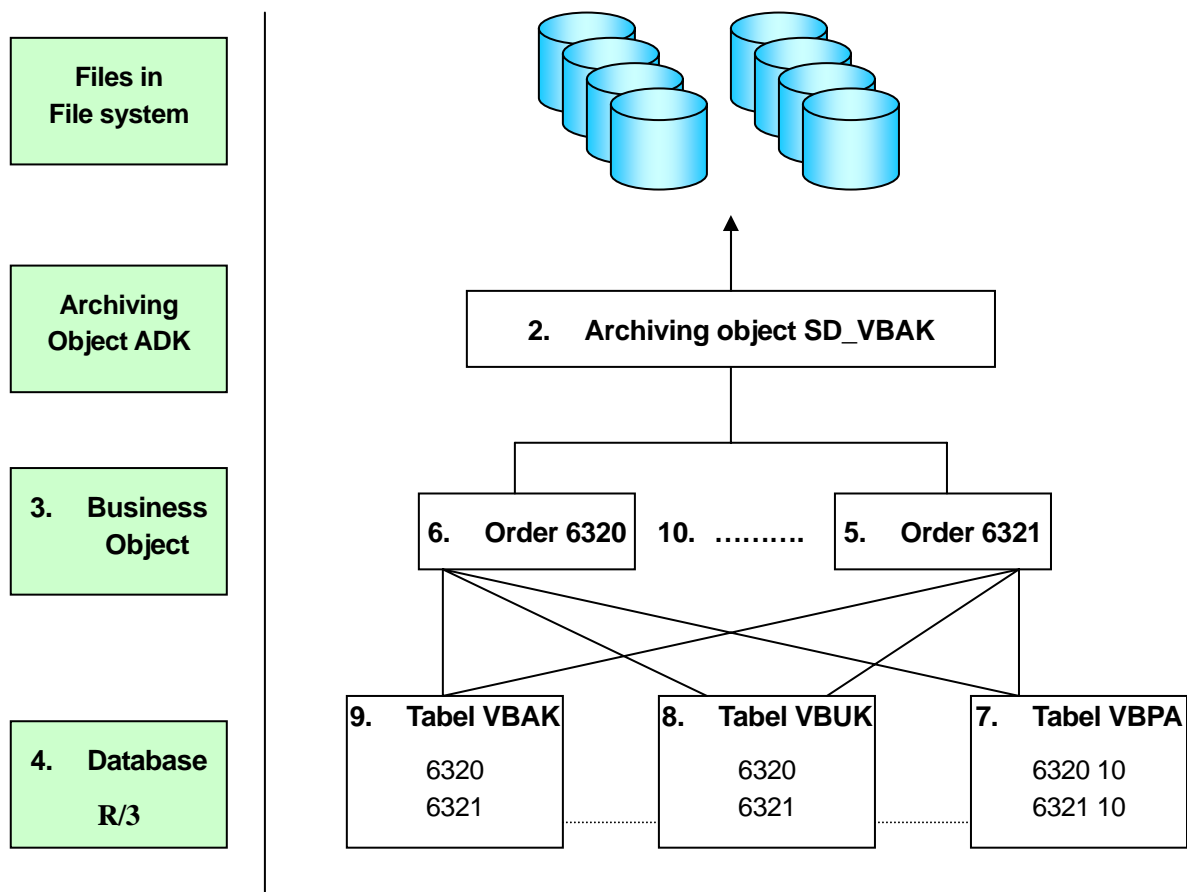 Files in
File system
Archiving
Object ADK
2. Archiving object SD_VBAK
3. Business
Object
6. Order 6320
10. ..........
5. Order 6321
4. Database
R/3
9. Tabel VBAK
6320
6321
8. Tabel VBUK
6320
6321
7. Tabel VBPA
6320 10
6321 10